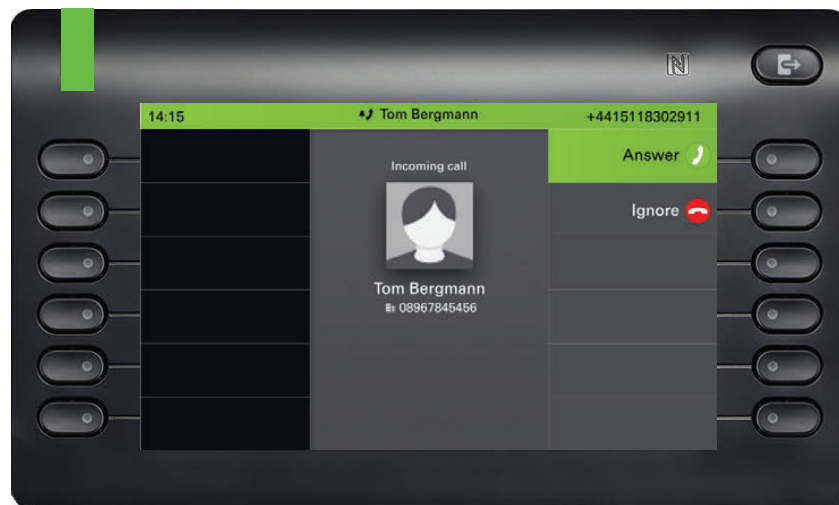 14:15
Tom Bergmann
+4415118302911
Answer
Incoming call
Ignore
Tom Bergmann
08967845456